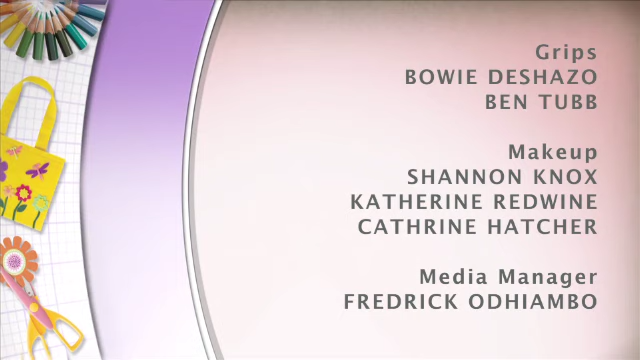 Grips
BOWIE DESHAZO
BEN TUBB
Makeup
SHANNON KNOX
KATHERINE REDWINE
CATHRINE HATCHER
Media Manager
FREDRICK ODHIAMBO